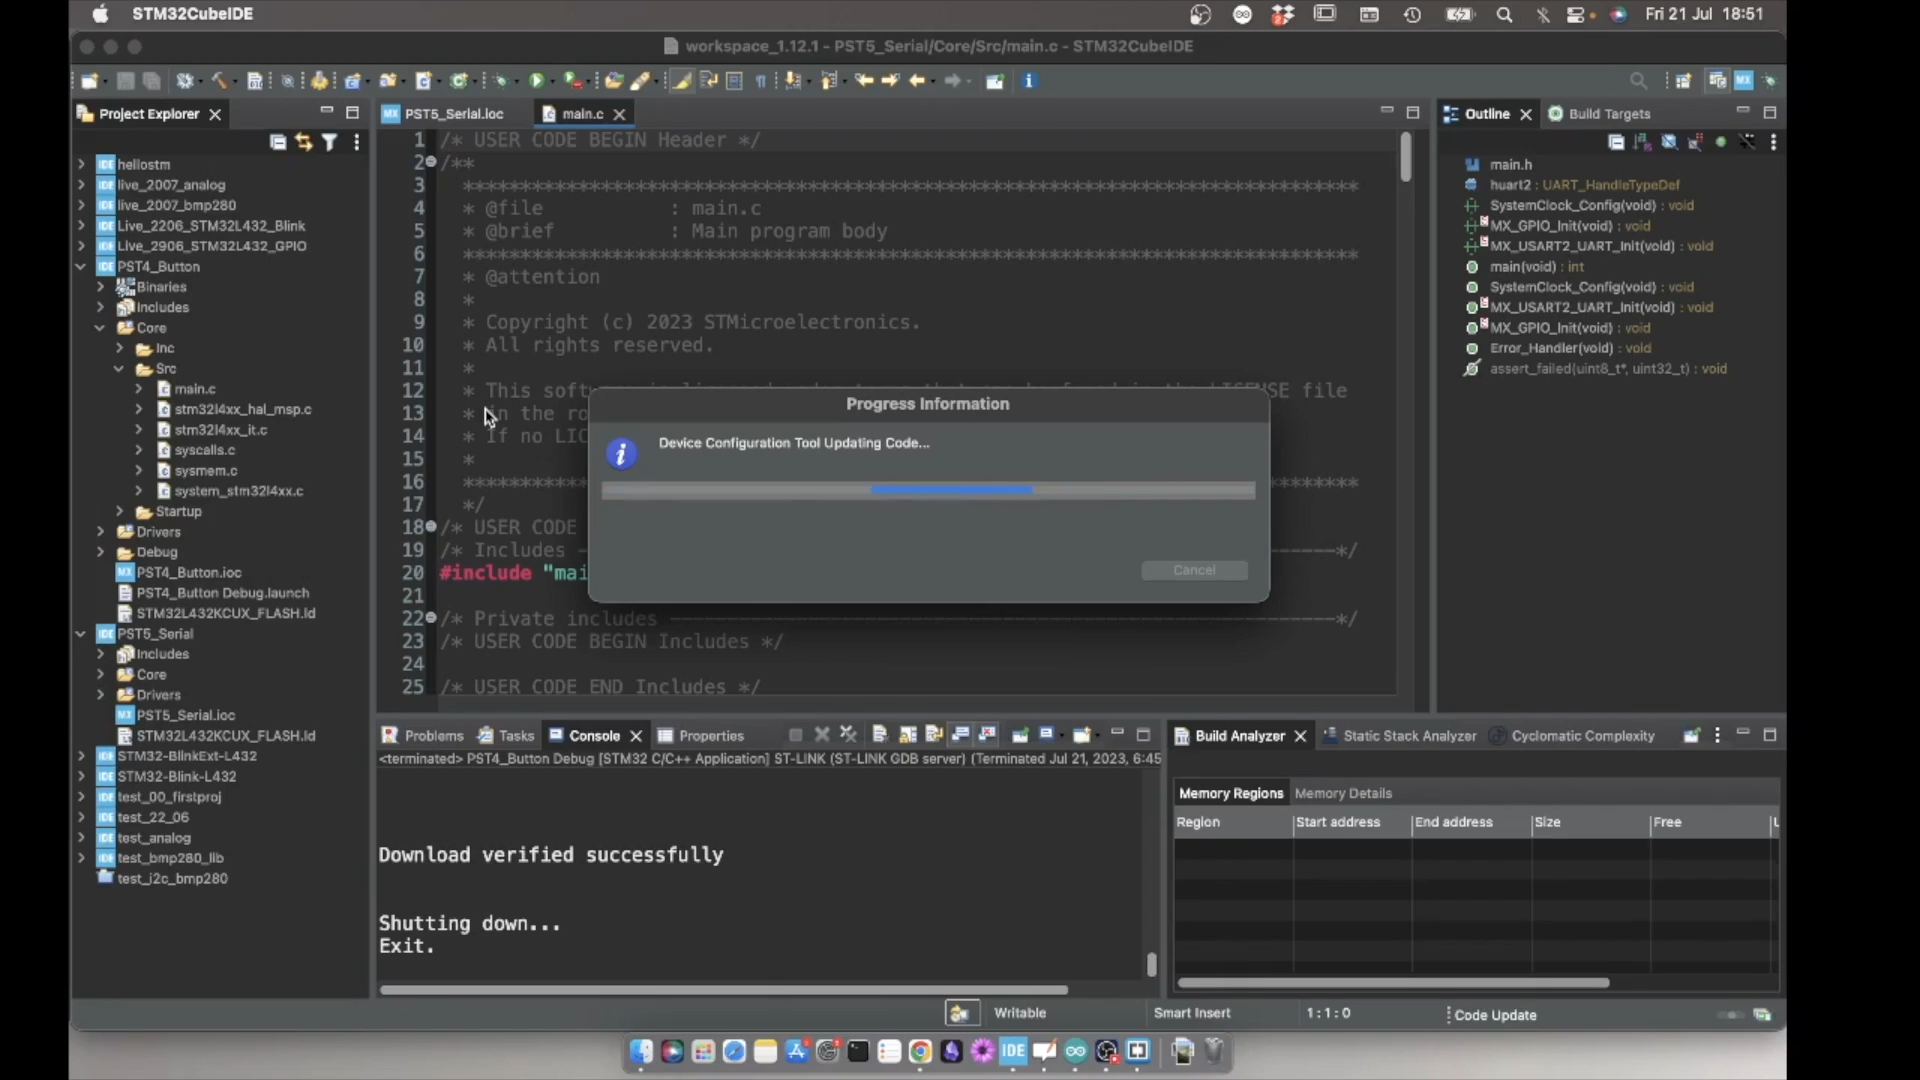 STM32CubeIDE
Fri 21 Jul 18:51
workspace_1.12.1 - PST5_Serial/Core/Src/main.c - STM32CubeIDE
Project Explorer
hellostm
live_2007_analog
live_2007_bmp280
Live_2206_STM32L432_Blink
Live_2906_STM32L432_GPIO
PST4_Button
Binaries
Includes
Core
Inc
Src
main.c
stm32l4xx_hal_msp.c
stm32l4xx_it.c
syscalls.c
sysmem.c
system_stm32l4xx.c
Startup
Drivers
Debug
PST4_Button.ioc
PST4_Button Debug.launch
STM32L432KCUX_FLASH.ld
PST5_Serial
Includes
Core
Drivers
PST5_Serial.ioc
STM32L432KCUX_FLASH.ld
STM32-BlinkExt-L432
STM32-Blink-L432
test_00_firstproj
test_22_06
test_analog
test_bmp280_lib
test_i2c_bmp280
PST5_Serial.ioc
main.c
1 /* USER CODE BEGIN Header */
2 /**
3 ******************************************************************************
4 * @file : main.c
5 * @brief : Main program body
6 ******************************************************************************
7 * @attention
8 *
9 * Copyright (c) 2023 STMicroelectronics.
10 * All rights reserved.
11 *
12 * This soft LICENSE file
13 * in the ro
14 * If no LIC
15 *
16 ******************************************************************************
17 */
18 /* USER CODE
19 /* Includes ------------------------------------------------------------------*/
20 #include "mai
21
22 /* Private includes ----------------------------------------------------------*/
23 /* USER CODE BEGIN Includes */
24
25 /* USER CODE END Includes */
Progress Information
Device Configuration Tool Updating Code...
Cancel
Outline
Build Targets
main.h
huart2 : UART_HandleTypeDef
SystemClock_Config(void) : void
MX_GPIO_Init(void) : void
MX_USART2_UART_Init(void) : void
main(void) : int
SystemClock_Config(void) : void
MX_USART2_UART_Init(void) : void
MX_GPIO_Init(void) : void
Error_Handler(void) : void
assert_failed(uint8_t*, uint32_t) : void
Problems
Tasks
Console
Properties
<terminated> PST4_Button Debug [STM32 C/C++ Application] ST-LINK (ST-LINK GDB server) (Terminated Jul 21, 2023, 6:45
Download verified successfully
Shutting down...
Exit.
Build Analyzer
Static Stack Analyzer
Cyclomatic Complexity
Memory Regions
Memory Details
Region
Start address
End address
Size
Free
Writable
Smart Insert
1 : 1 : 0
Code Update